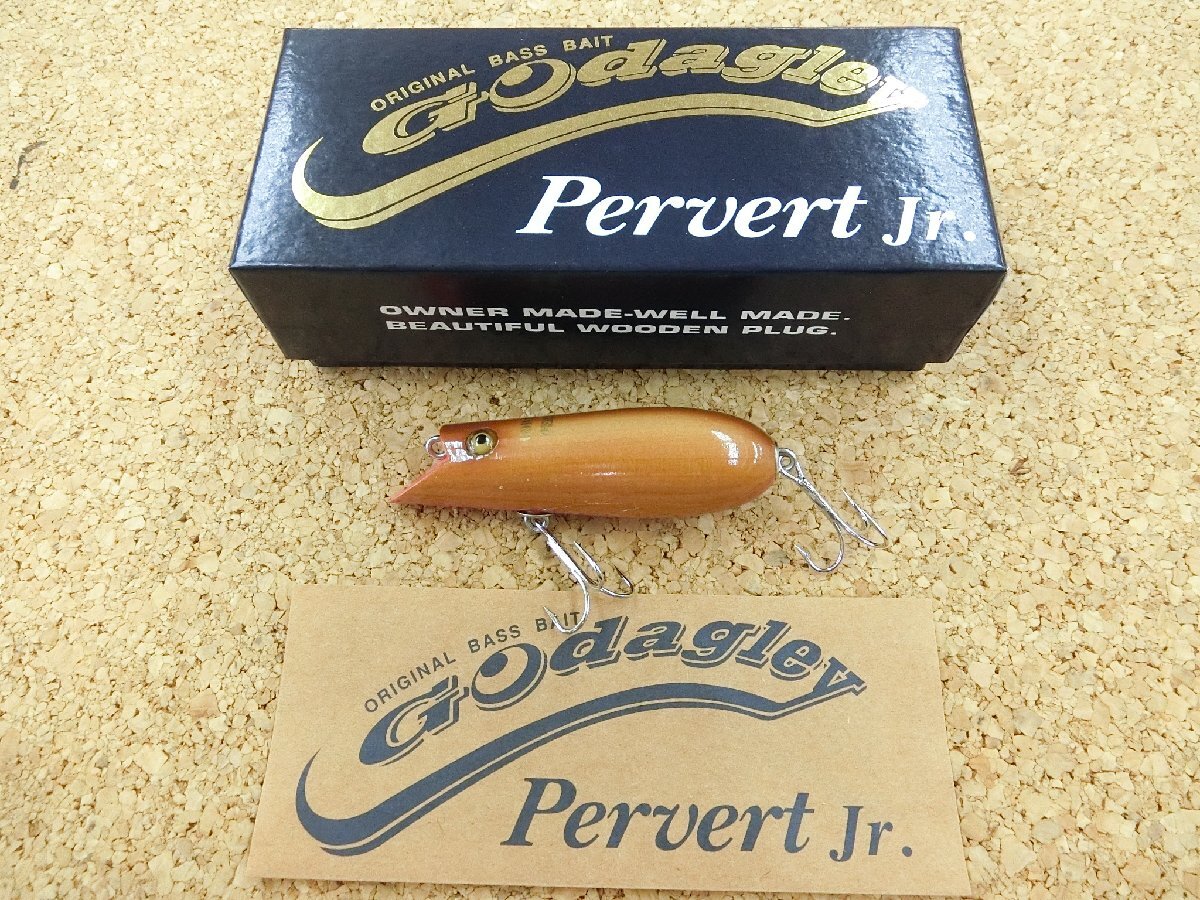 ORIGINAL BASS BAIT
Godagley
Pervert Jr.
OWNER MADE-WELL MADE.
BEAUTIFUL WOODEN PLUG.
ORIGINAL BASS BAIT
Godagley
Pervert Jr.